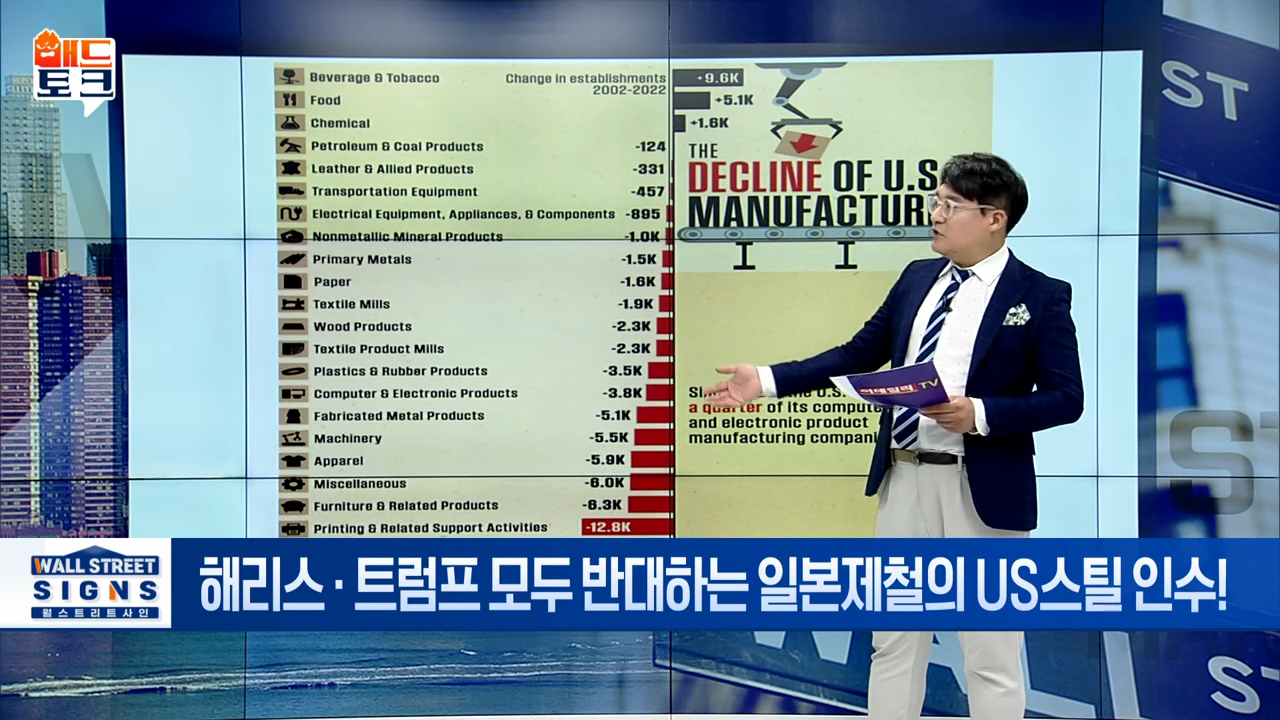 매드
토크
ST
Beverage & Tobacco
Change in establishments
2002-2022
+9.6K
Food
+5.1K
Chemical
+1.6K
Petroleum & Coal Products -124
Leather & Allied Products -331
Transportation Equipment -457
Electrical Equipment, Appliances, & Components -895
Nonmetallic Mineral Products -1.0K
Primary Metals -1.5K
Paper -1.6K
Textile Mills -1.9K
Wood Products -2.3K
Textile Product Mills -2.3K
Plastics & Rubber Products -3.5K
Computer & Electronic Products -3.8K
Fabricated Metal Products -5.1K
Machinery -5.5K
Apparel -5.9K
Miscellaneous -6.0K
Furniture & Related Products -6.3K
Printing & Related Support Activities -12.8K
THE
DECLINE OF U.S
MANUFACTUR
U.S.
a quarter of its compute
and electronic product
manufacturing compani
TV
WALL STREET
SIGNS
월스트리트사인
해리스·트럼프 모두 반대하는 일본제철의 US스틸 인수!
WALL
ST